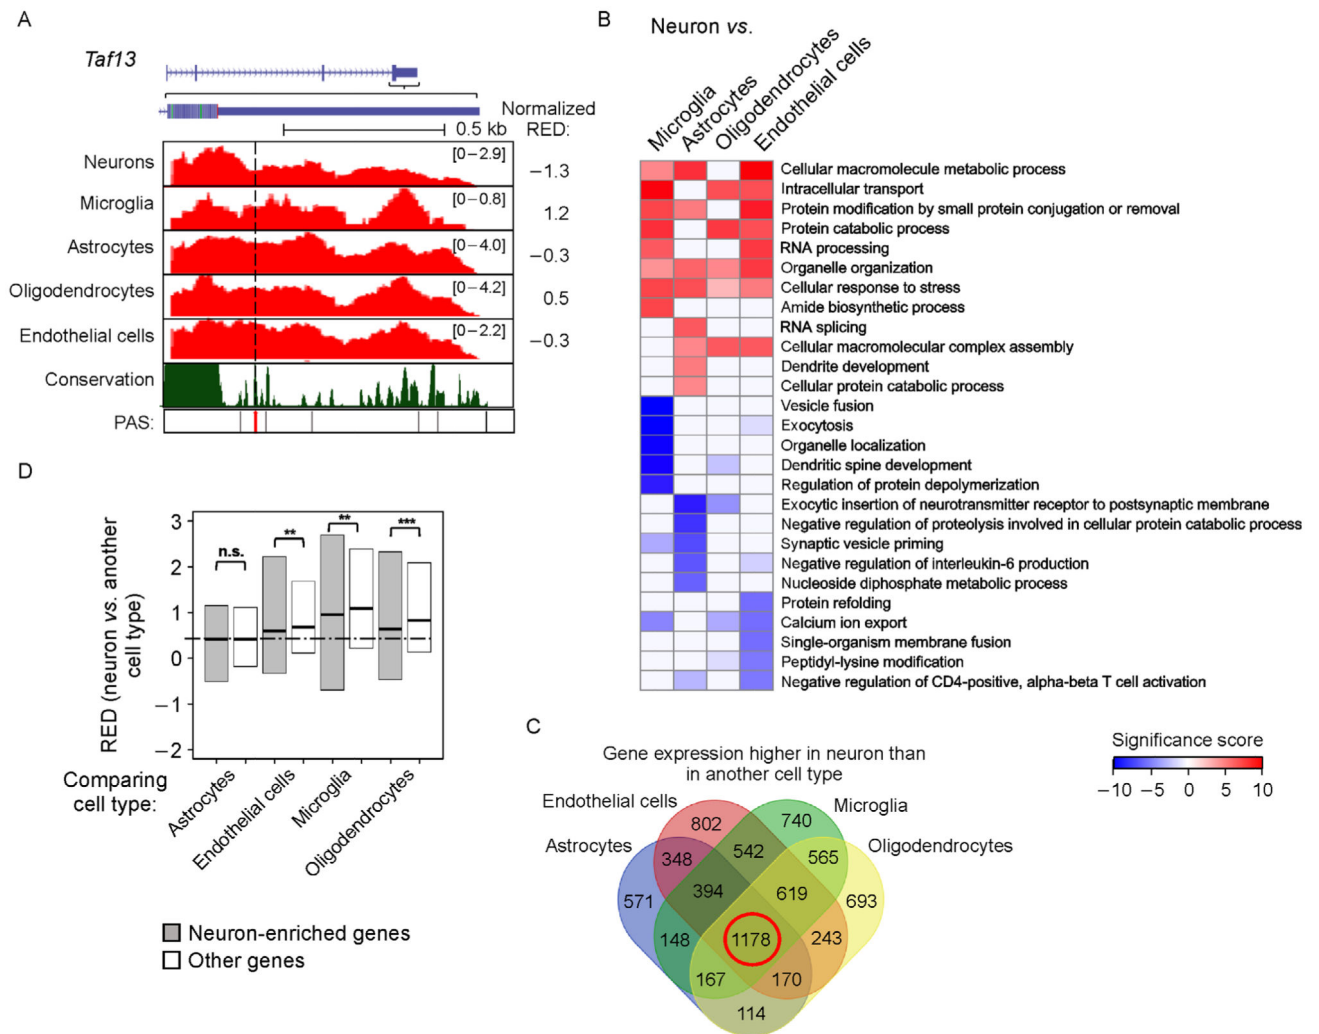 A
Taf13
0.5 kb
Normalized
RED:
Neurons
[0−2.9]
−1.3
Microglia
[0−0.8]
1.2
Astrocytes
[0−4.0]
−0.3
Oligodendrocytes
[0−4.2]
0.5
Endothelial cells
[0−2.2]
−0.3
Conservation
PAS:
B
Neuron vs.
Microglia
Astrocytes
Oligodendrocytes
Endothelial cells
Cellular macromolecule metabolic process
Intracellular transport
Protein modification by small protein conjugation or removal
Protein catabolic process
RNA processing
Organelle organization
Cellular response to stress
Amide biosynthetic process
RNA splicing
Cellular macromolecular complex assembly
Dendrite development
Cellular protein catabolic process
Vesicle fusion
Exocytosis
Organelle localization
Dendritic spine development
Regulation of protein depolymerization
Exocytic insertion of neurotransmitter receptor to postsynaptic membrane
Negative regulation of proteolysis involved in cellular protein catabolic process
Synaptic vesicle priming
Negative regulation of interleukin-6 production
Nucleoside diphosphate metabolic process
Protein refolding
Calcium ion export
Single-organism membrane fusion
Peptidyl-lysine modification
Negative regulation of CD4-positive, alpha-beta T cell activation
Significance score
−10 −5 0 5 10
C
Gene expression higher in neuron than
in another cell type
Endothelial cells
Microglia
Astrocytes
Oligodendrocytes
802
740
348
542
565
571
394
619
693
148
1178
243
167
170
114
D
RED (neuron vs. another
cell type)
3
2
1
0
−1
−2
n.s.
**
**
***
Comparing
cell type:
Astrocytes
Endothelial cells
Microglia
Oligodendrocytes
Neuron-enriched genes
Other genes